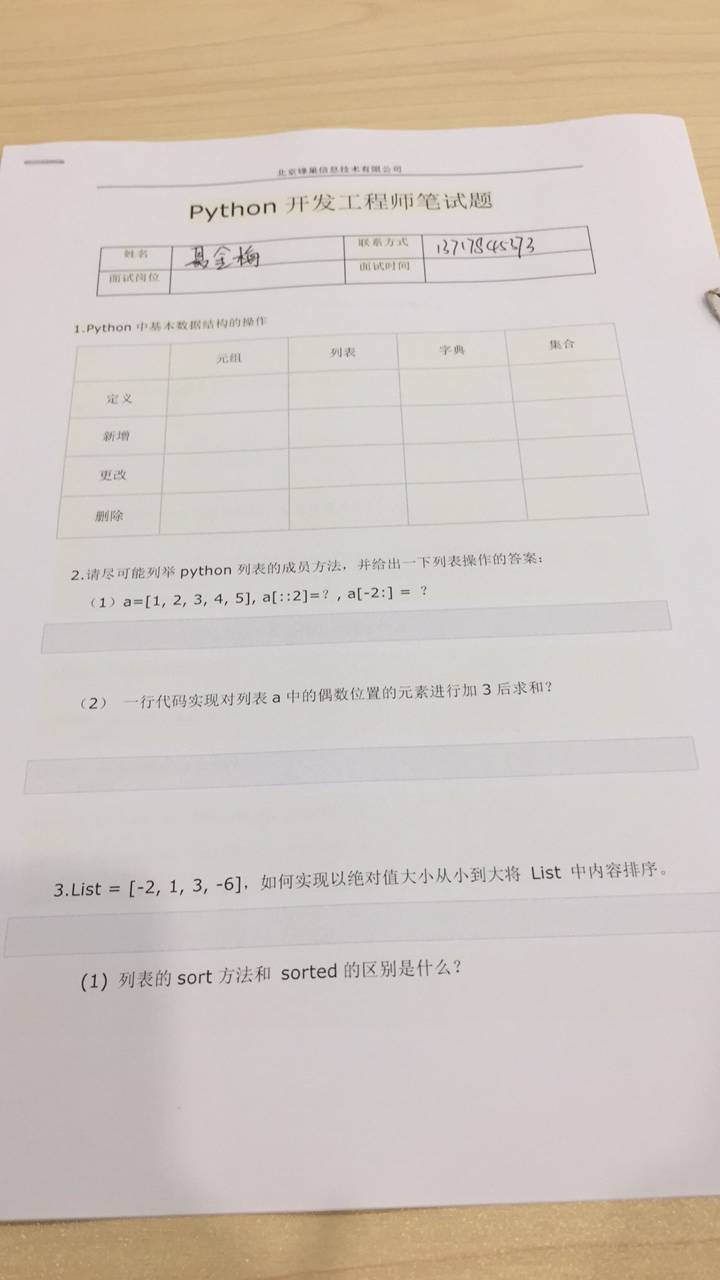 北京锋巢信息技术有限公司
Python 开发工程师笔试题
姓名 金梅 联系方式 13717845373
面试岗位 面试时间
1.Python 中基本数据结构的操作
元组 列表 字典 集合
定义
新增
更改
删除
2.请尽可能列举 python 列表的成员方法，并给出一下列表操作的答案：
（1）a=[1, 2, 3, 4, 5], a[::2]=？, a[-2:] = ？
（2） 一行代码实现对列表 a 中的偶数位置的元素进行加 3 后求和？
3.List = [-2, 1, 3, -6]，如何实现以绝对值大小从小到大将 List 中内容排序。
(1) 列表的 sort 方法和 sorted 的区别是什么？